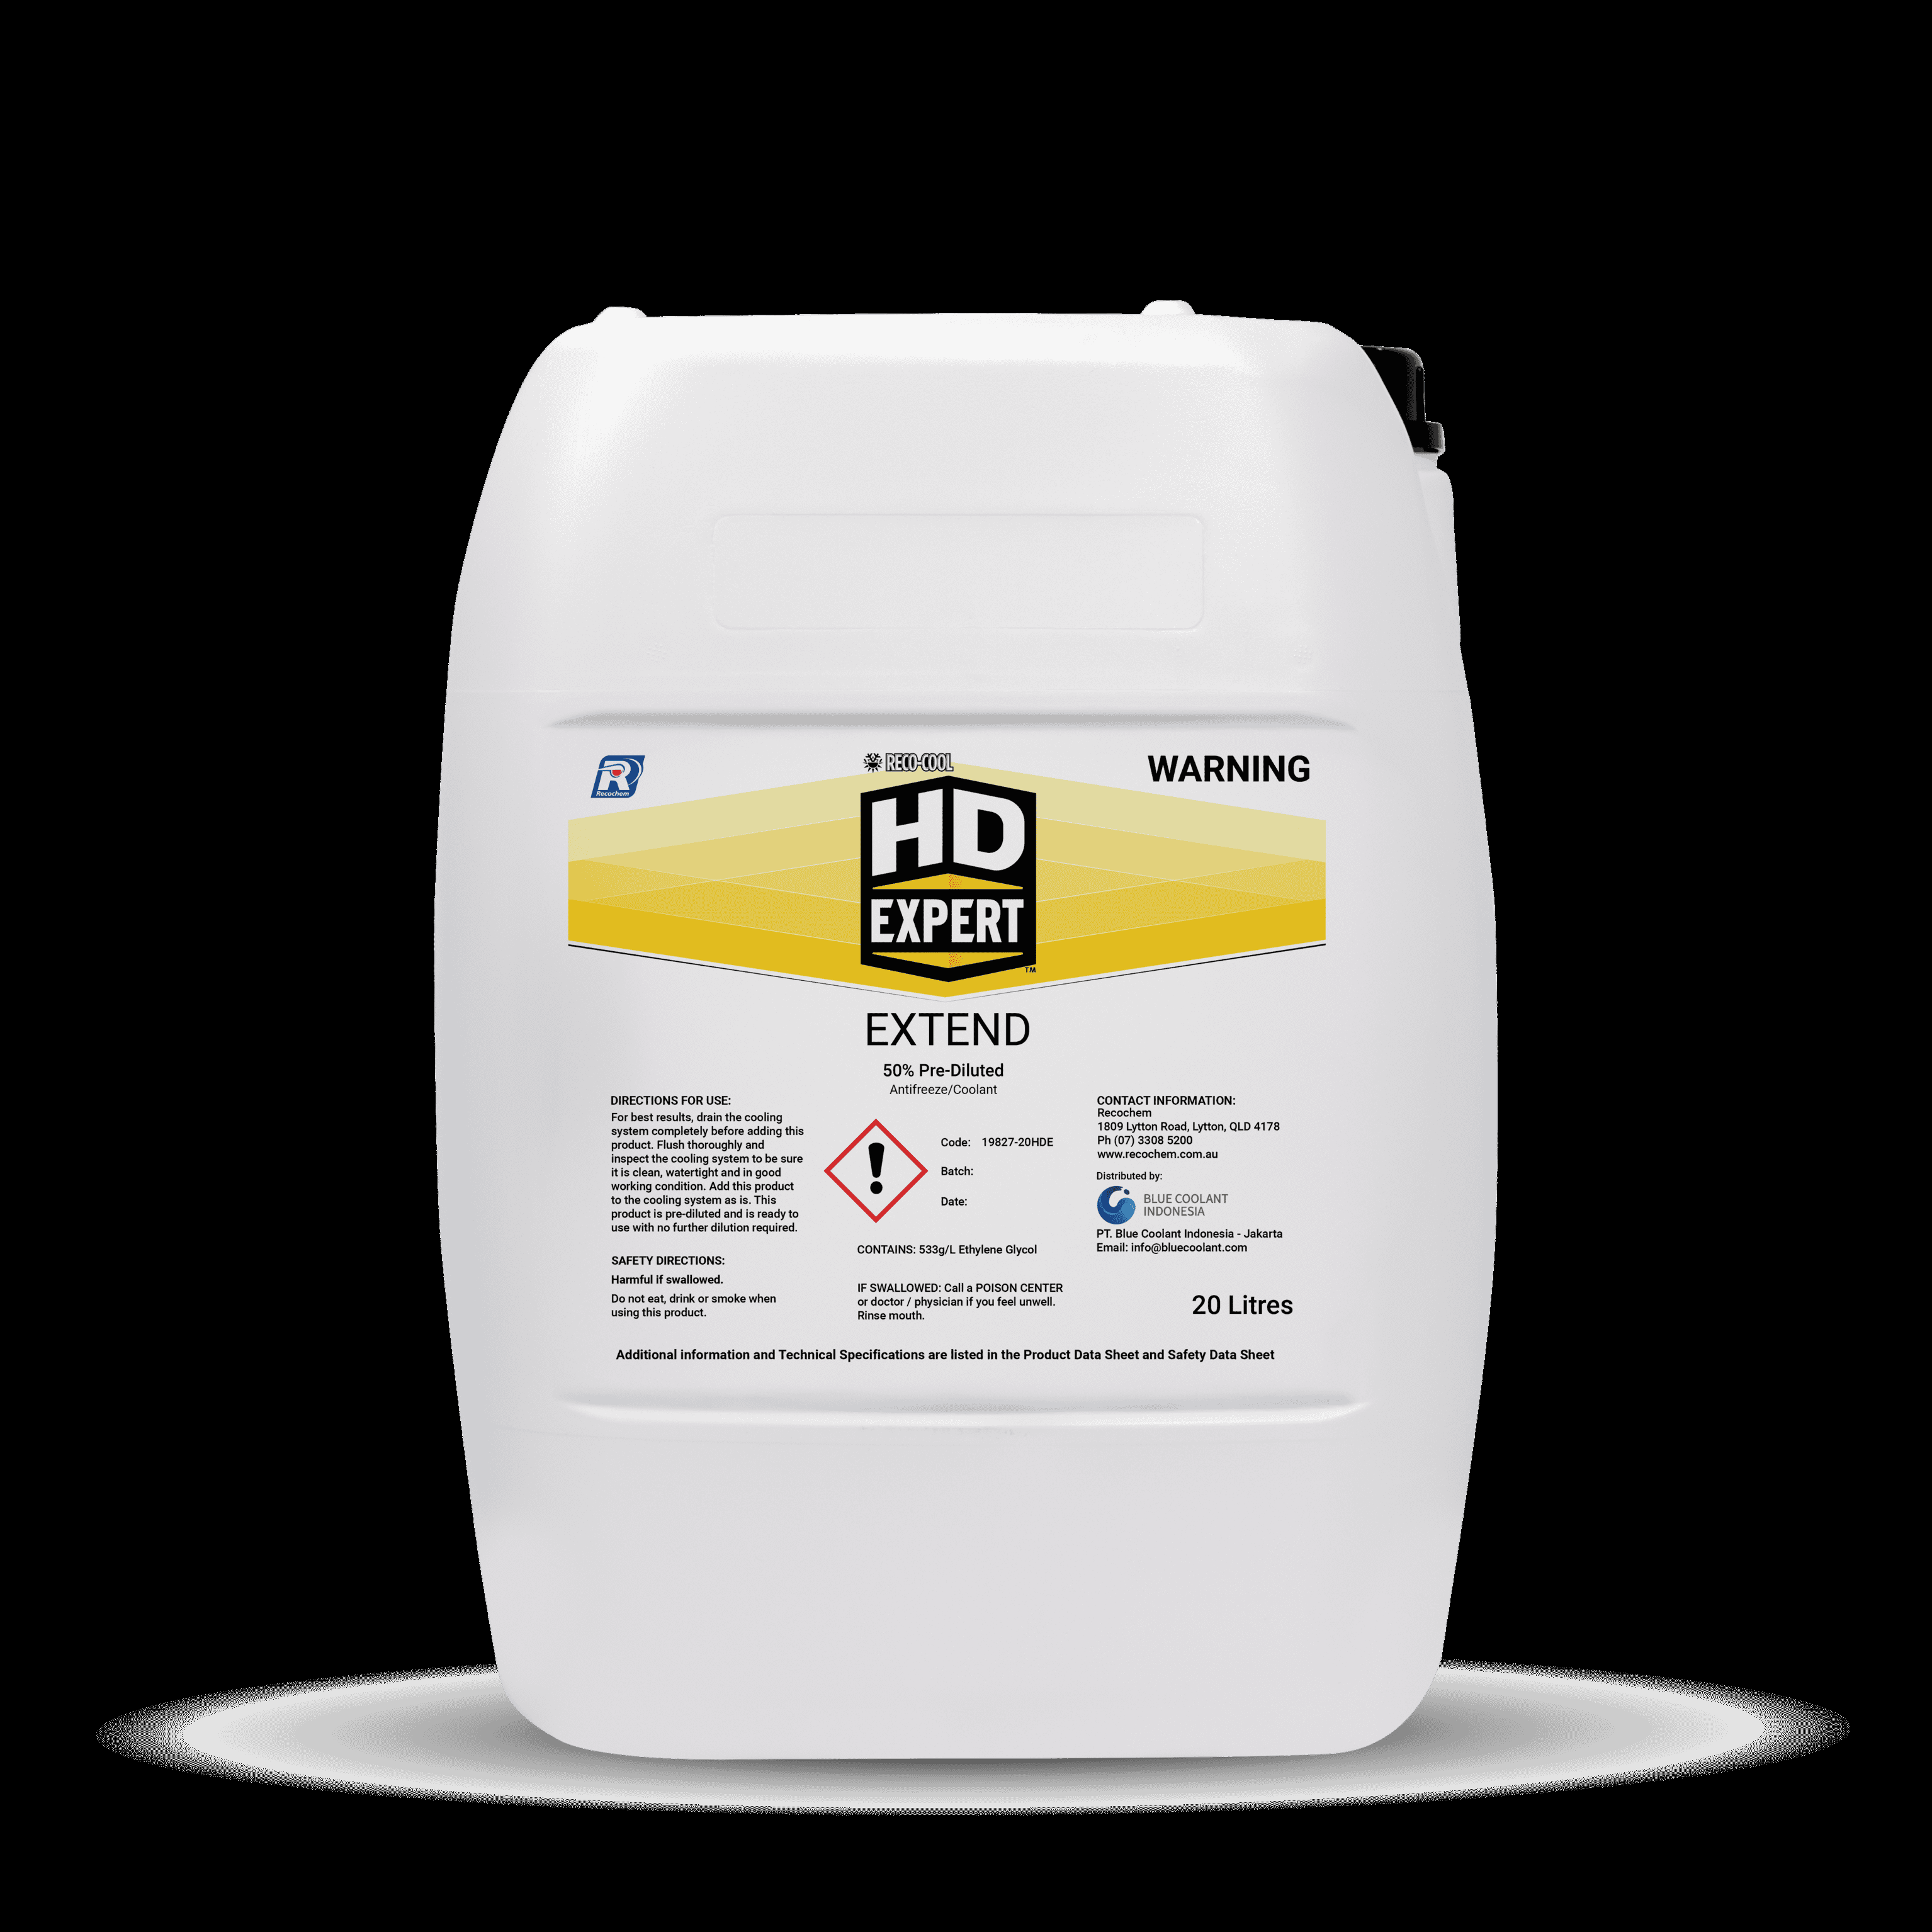 Recochem
RECO-COOL
WARNING
HD
EXPERT
TM
EXTEND
50% Pre-Diluted
Antifreeze/Coolant
DIRECTIONS FOR USE:
For best results, drain the cooling
system completely before adding this
product. Flush thoroughly and
inspect the cooling system to be sure
it is clean, watertight and in good
working condition. Add this product
to the cooling system as is. This
product is pre-diluted and is ready to
use with no further dilution required.
SAFETY DIRECTIONS:
Harmful if swallowed.
Do not eat, drink or smoke when
using this product.
!
Code: 19827-20HDE
Batch:
Date:
CONTAINS: 533g/L Ethylene Glycol
IF SWALLOWED: Call a POISON CENTER
or doctor / physician if you feel unwell.
Rinse mouth.
CONTACT INFORMATION:
Recochem
1809 Lytton Road, Lytton, QLD 4178
Ph (07) 3308 5200
www.recochem.com.au
Distributed by:
BLUE COOLANT
INDONESIA
PT. Blue Coolant Indonesia - Jakarta
Email: info@bluecoolant.com
20 Litres
Additional information and Technical Specifications are listed in the Product Data Sheet and Safety Data Sheet